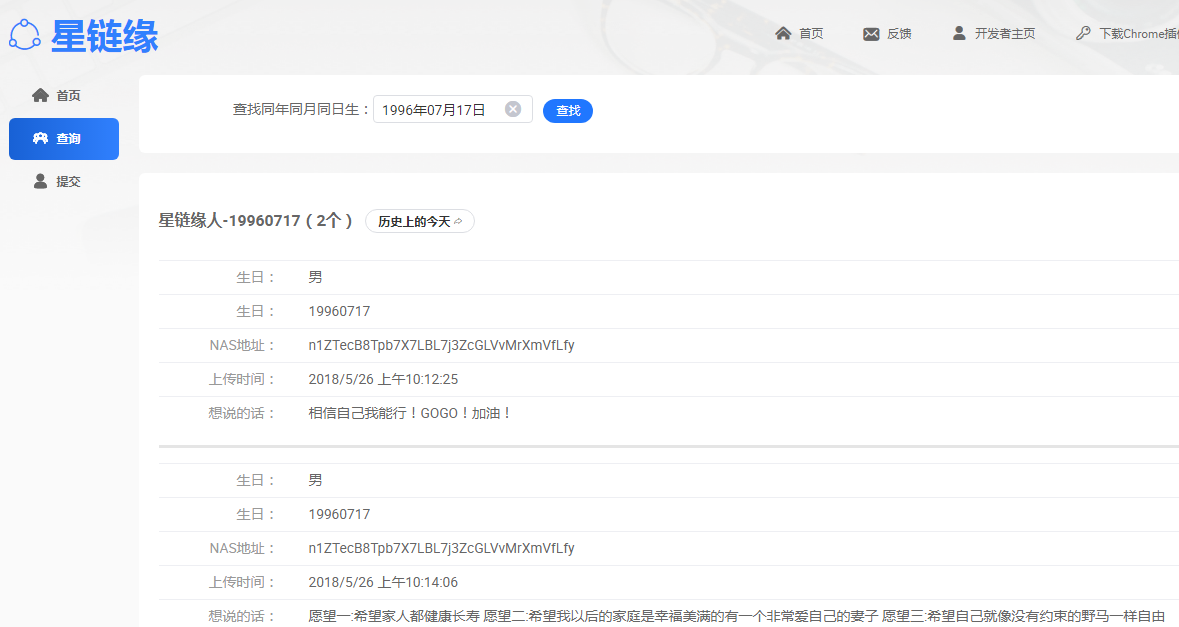 星链缘
首页
反馈
开发者主页
下载Chrome插
首页
查询
提交
查找同年同月同日生：
1996年07月17日
查找
星链缘人-19960717（2个）
历史上的今天
生日： 男
生日： 19960717
NAS地址： n1ZTecB8Tpb7X7LBL7j3ZcGLVvMrXmVfLfy
上传时间： 2018/5/26 上午10:12:25
想说的话： 相信自己我能行！GOGO！加油！
生日： 男
生日： 19960717
NAS地址： n1ZTecB8Tpb7X7LBL7j3ZcGLVvMrXmVfLfy
上传时间： 2018/5/26 上午10:14:06
想说的话： 愿望一:希望家人都健康长寿 愿望二:希望我以后的家庭是幸福美满的有一个非常爱自己的妻子 愿望三:希望自己就像没有约束的野马一样自由